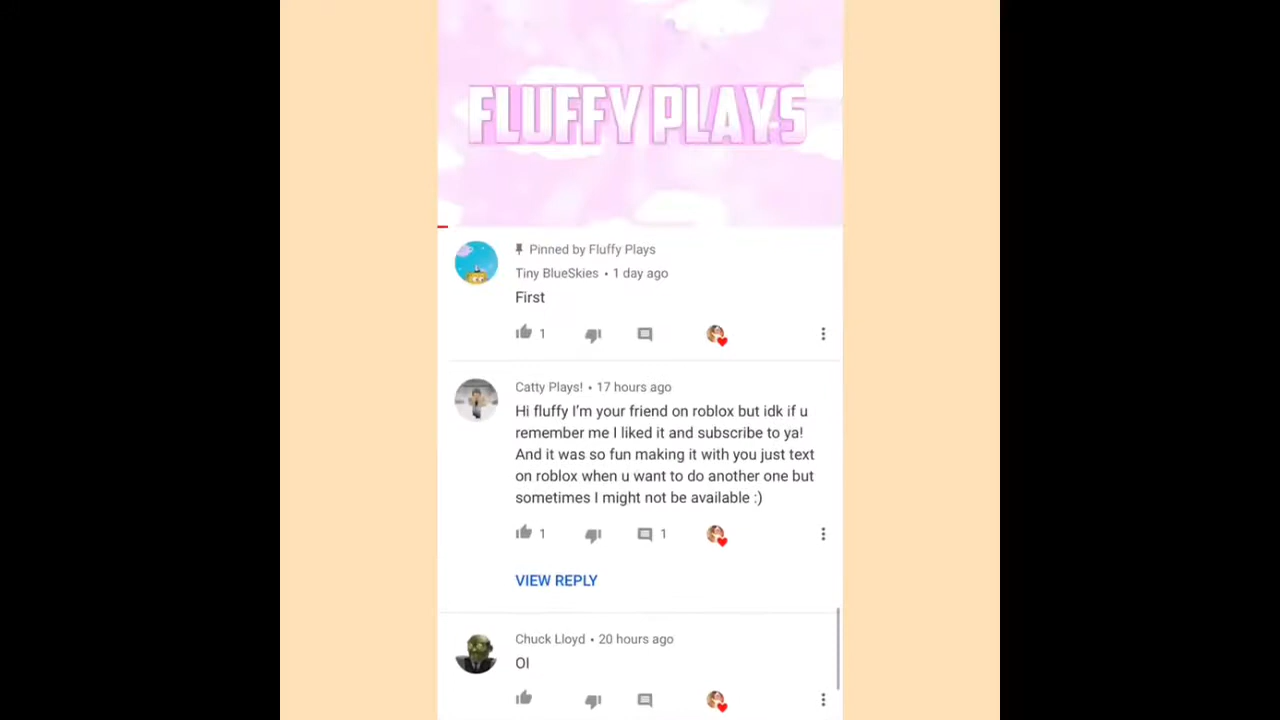 FLUFFY PLAYS
Pinned by Fluffy Plays
Tiny BlueSkies • 1 day ago
First
1
Catty Plays! • 17 hours ago
Hi fluffy I'm your friend on roblox but idk if u
remember me I liked it and subscribe to ya!
And it was so fun making it with you just text
on roblox when u want to do another one but
sometimes I might not be available :)
1 1
VIEW REPLY
Chuck Lloyd • 20 hours ago
OI